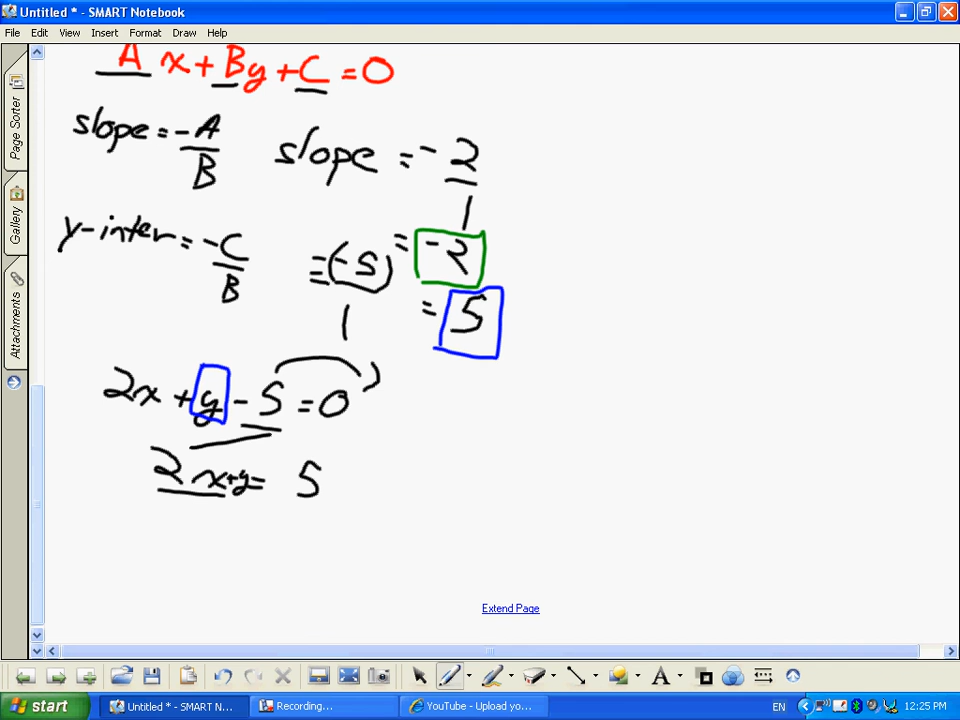 Untitled * - SMART Notebook
File Edit View Insert Format Draw Help
Page Sorter
Gallery
Attachments
Ax+By+C=0
slope=-A/B
slope=-2/1
=-2
y-inter=-C/B
=(-5)/1
=5
2x+y-5=0
2x+y=5
Extend Page
start
Untitled * - SMART N...
Recording...
YouTube - Upload yo...
EN
12:25 PM